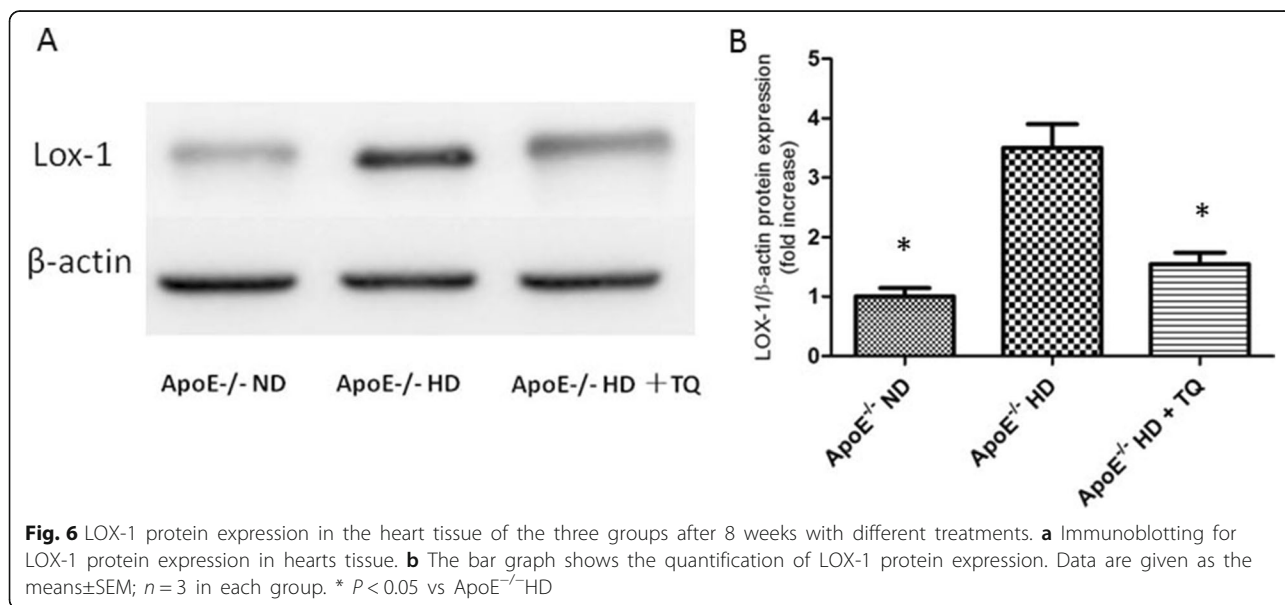 A
Lox-1
β-actin
ApoE-/- ND ApoE-/- HD ApoE-/- HD +TQ
B
LOX-1/β-actin protein expression
(fold increase)
5
4
3
2
1
0
*
*
ApoE-/- ND
ApoE-/- HD
ApoE-/- HD + TQ
Fig. 6 LOX-1 protein expression in the heart tissue of the three groups after 8 weeks with different treatments. a Immunoblotting for
LOX-1 protein expression in hearts tissue. b The bar graph shows the quantification of LOX-1 protein expression. Data are given as the
means±SEM; n = 3 in each group. * P < 0.05 vs ApoE−/−HD